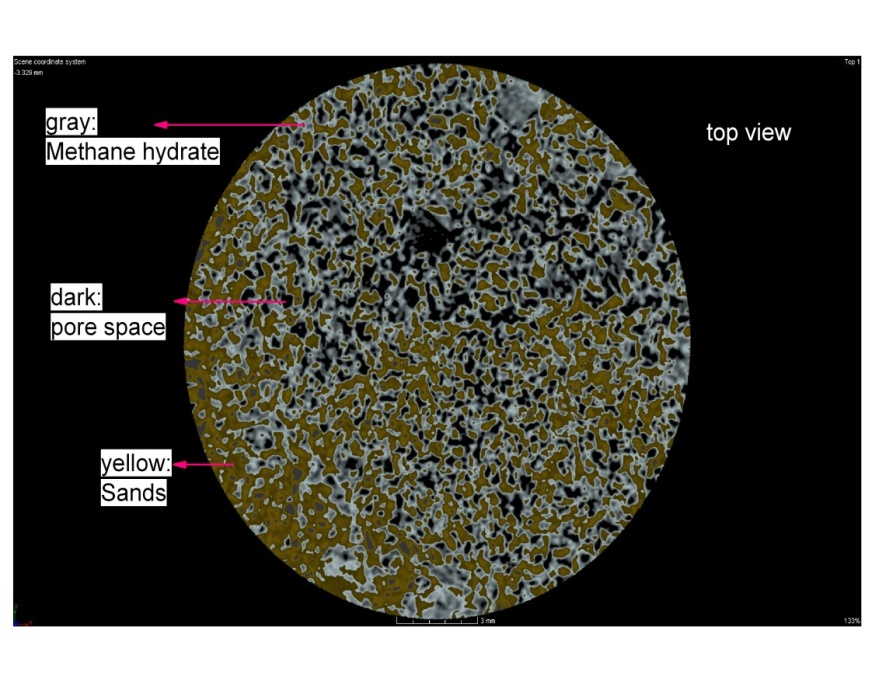 Scene coordinate system
-3.329 mm
Top 1
gray:
Methane hydrate
top view
dark:
pore space
yellow:
Sands
3 mm
133%